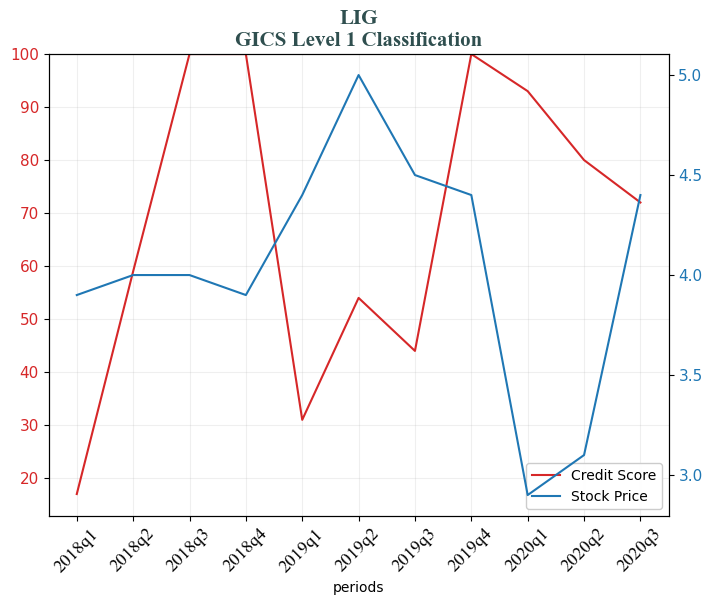 LIG
GICS Level 1 Classification
100
90
80
70
60
50
40
30
20
5.0
4.5
4.0
3.5
3.0
Credit Score
Stock Price
2018q1
2018q2
2018q3
2018q4
2019q1
2019q2
2019q3
2019q4
2020q1
2020q2
2020q3
periods